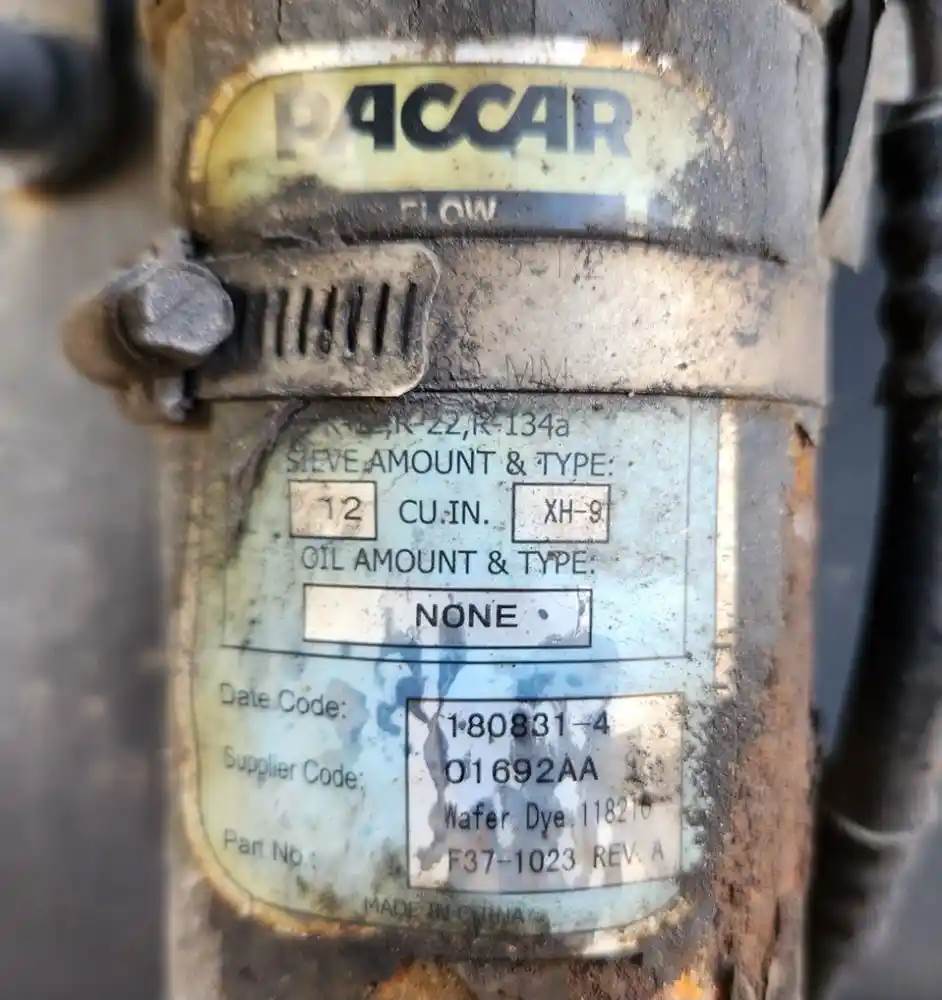 PACCAR
FLOW
MM
R-22,R-134a
SIEVE AMOUNT & TYPE:
12 CU.IN. XH-9
OIL AMOUNT & TYPE:
NONE
Date Code: 180831-4
Supplier Code: 01692AA
Wafer Dye
Part No.: F37-1023 REV. A
MADE IN CHINA